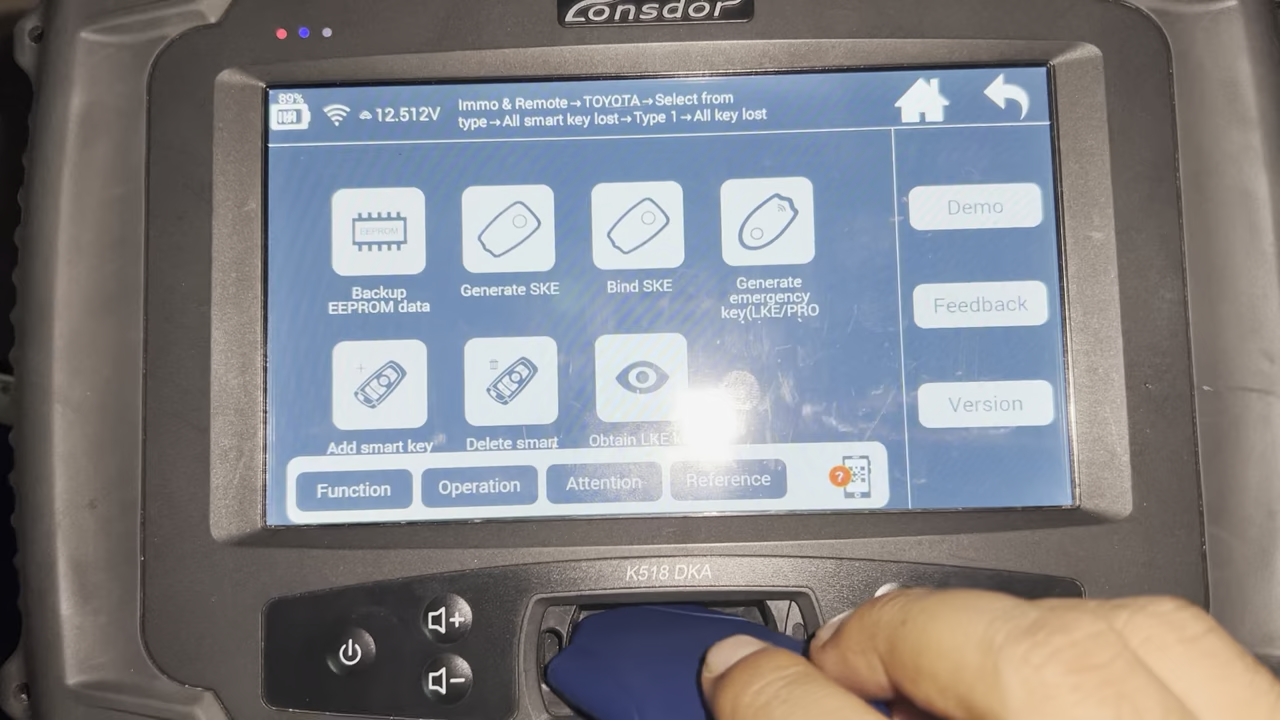 Lonsdor
89%
12.512V
Immo & Remote→TOYOTA→Select from
type→All smart key lost→Type 1→All key lost
EEPROM
Backup
EEPROM data
Generate SKE
Bind SKE
Generate
emergency
key(LKE/PRO
Demo
Feedback
Version
Add smart key
Delete smart
Obtain LKE
Function
Operation
Attention
Reference
?
K518 DKA